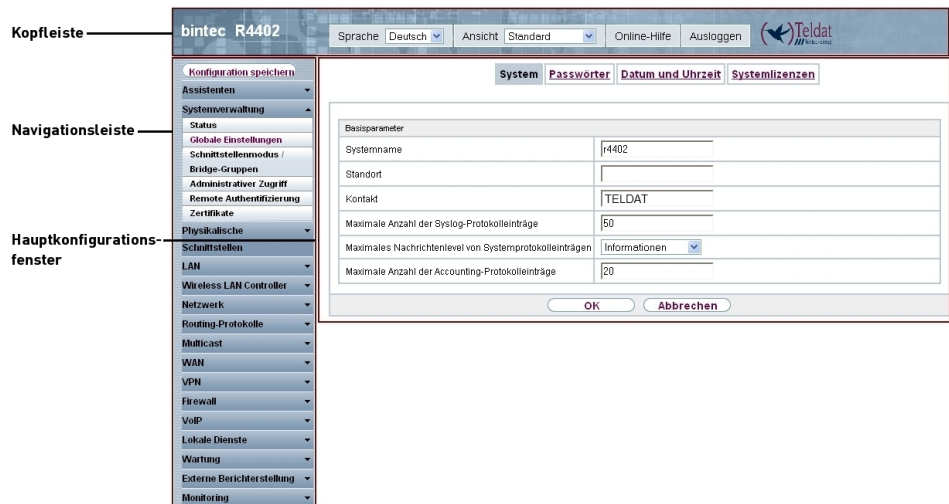 Kopfleiste
bintec R4402
Sprache Deutsch Ansicht Standard Online-Hilfe Ausloggen
Teldat
Konfiguration speichern
System Passwörter Datum und Uhrzeit Systemlizenzen
Assistenten
Systemverwaltung
Navigationsleiste
Status
Globale Einstellungen
Schnittstellenmodus /
Bridge-Gruppen
Administrativer Zugriff
Remote Authentifizierung
Zertifikate
Physikalische
Schnittstellen
LAN
Wireless LAN Controller
Netzwerk
Routing-Protokolle
Multicast
WAN
VPN
Firewall
VoIP
Lokale Dienste
Wartung
Externe Berichterstellung
Monitoring
Hauptkonfigurations-
fenster
Basisparameter
Systemname r4402
Standort
Kontakt TELDAT
Maximale Anzahl der Syslog-Protokolleinträge 50
Maximales Nachrichtenlevel von Systemprotokolleinträgen Informationen
Maximale Anzahl der Accounting-Protokolleinträge 20
OK Abbrechen